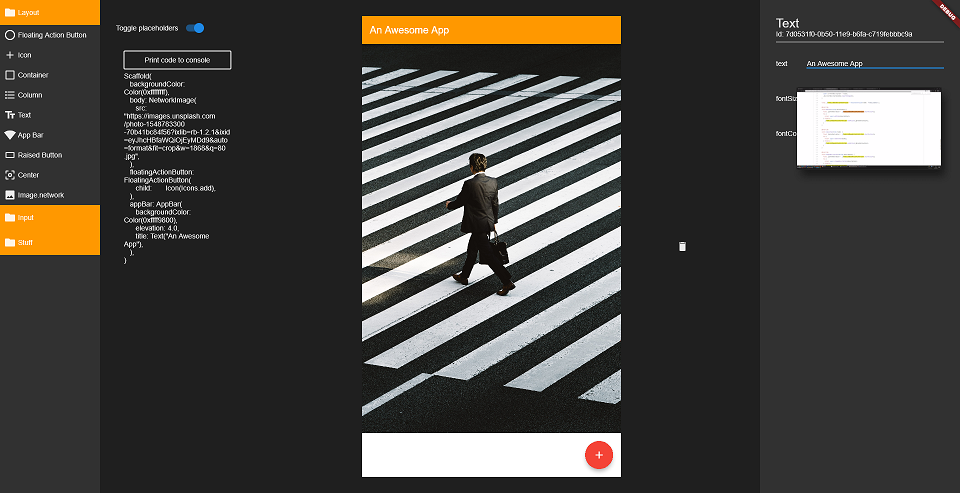 Layout
Floating Action Button
Icon
Container
Column
Text
App Bar
Raised Button
Center
Image.network
Input
Stuff
Toggle placeholders
Print code to console
Scaffold(
backgroundColor:
Color(0xffffffff),
body: NetworkImage(
src:
"https://images.unsplash.com
/photo-1548783300
-70b41bc84f56?ixlib=rb-1.2.1&ixid
=eyJhcHBfaWQiOjEyMDd9&auto
=format&fit=crop&w=1868&q=80
.jpg",
),
floatingActionButton:
FloatingActionButton(
child: Icon(Icons.add),
),
appBar: AppBar(
backgroundColor:
Color(0xffff9800),
elevation: 4.0,
title: Text("An Awesome
App"),
),
)
An Awesome App
DEBUG
Text
Id: 7d0531f0-0b50-11e9-b6fa-c719febbbc9a
text An Awesome App